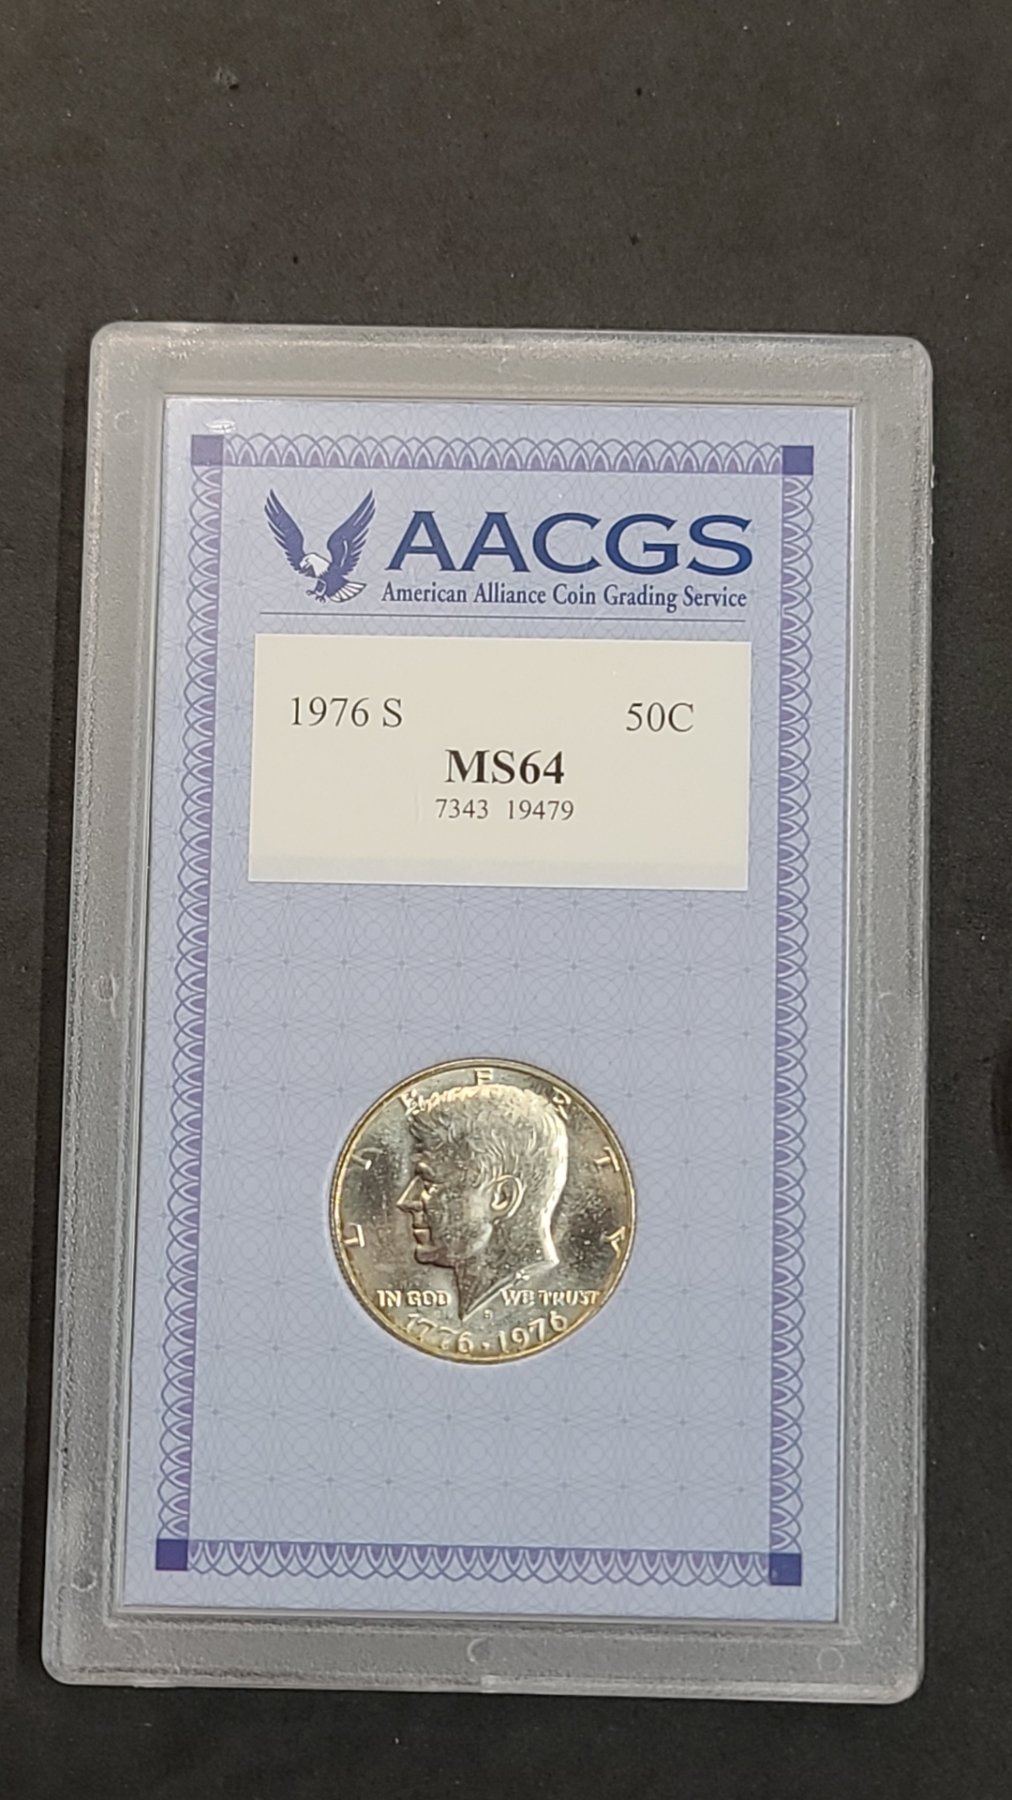 AACGS
American Alliance Coin Grading Service
1976 S 50C
MS64
7343 19479
LIBERTY
IN GOD WE TRUST
1776 · 1976